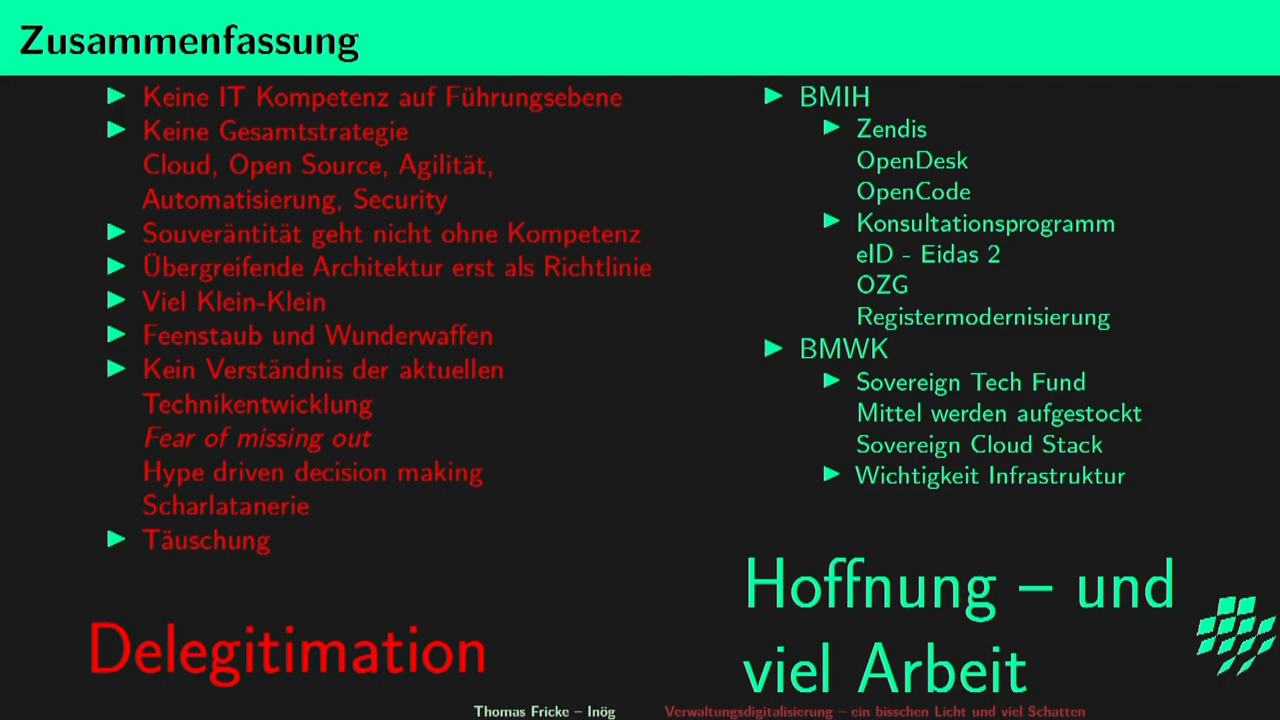 Zusammenfassung
Keine IT Kompetenz auf Führungsebene
Keine Gesamtstrategie
Cloud, Open Source, Agilität,
Automatisierung, Security
Souveräntität geht nicht ohne Kompetenz
Übergreifende Architektur erst als Richtlinie
Viel Klein-Klein
Feenstaub und Wunderwaffen
Kein Verständnis der aktuellen
Technikentwicklung
Fear of missing out
Hype driven decision making
Scharlatanerie
Täuschung
Delegitimation
BMIH
Zendis
OpenDesk
OpenCode
Konsultationsprogramm
eID - Eidas 2
OZG
Registermodernisierung
BMWK
Sovereign Tech Fund
Mittel werden aufgestockt
Sovereign Cloud Stack
Wichtigkeit Infrastruktur
Hoffnung – und
viel Arbeit
Thomas Fricke – Inög
Verwaltungsdigitalisierung – ein bisschen Licht und viel Schatten